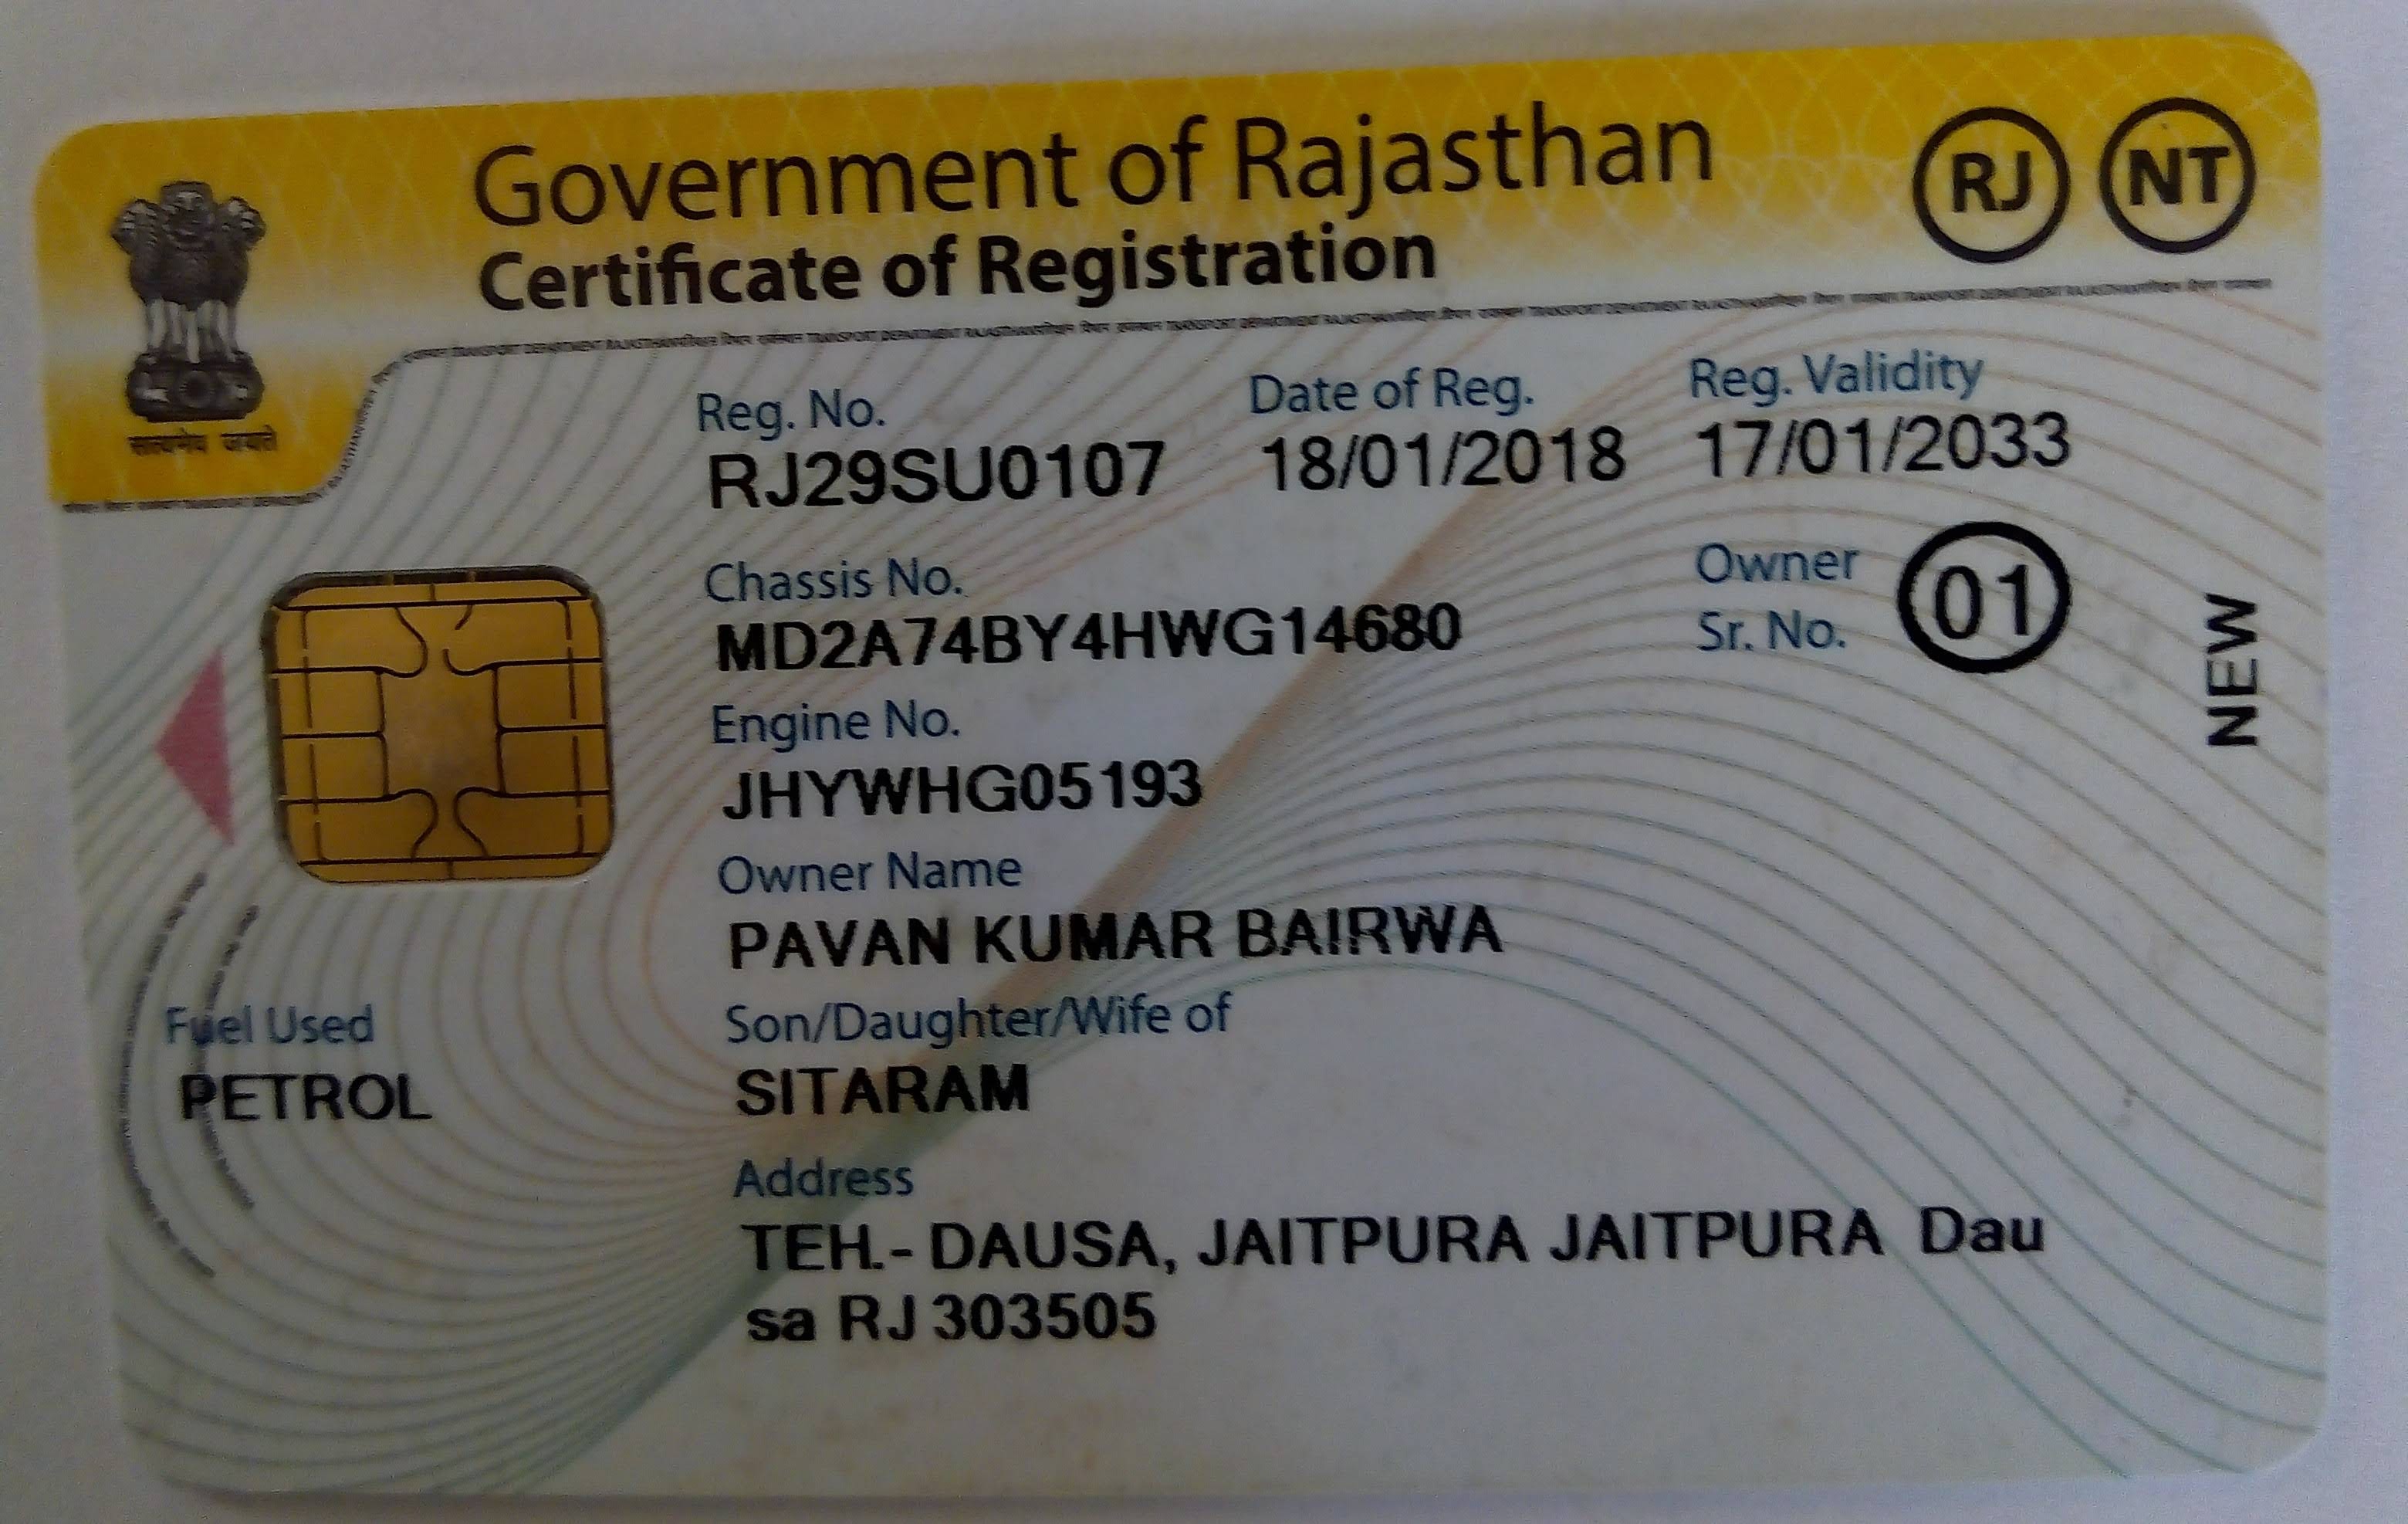 Government of Rajasthan
Certificate of Registration
RJ NT
सत्यमेव जयते
Reg. No. Date of Reg. Reg. Validity
RJ29SU0107 18/01/2018 17/01/2033
Chassis No.
MD2A74BY4HWG14680
Owner
Sr. No. 01
NEW
Engine No.
JHYWHG05193
Owner Name
PAVAN KUMAR BAIRWA
Fuel Used
PETROL
Son/Daughter/Wife of
SITARAM
Address
TEH.- DAUSA, JAITPURA JAITPURA Dau
sa RJ 303505